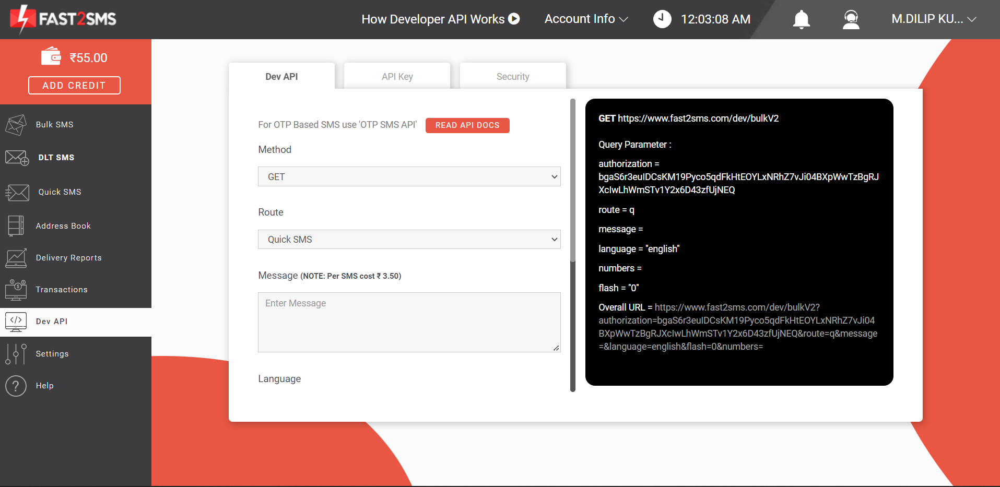 FAST2SMS
How Developer API Works
Account Info
12:03:08 AM
M.DILIP KU...
₹55.00
ADD CREDIT
Bulk SMS
DLT SMS
Quick SMS
Address Book
Delivery Reports
Transactions
Dev API
Settings
Help
Dev API
API Key
Security
For OTP Based SMS use 'OTP SMS API'
READ API DOCS
Method
GET
Route
Quick SMS
Message (NOTE: Per SMS cost ₹ 3.50)
Enter Message
Language
GET https://www.fast2sms.com/dev/bulkV2
Query Parameter :
authorization =
bgaS6r3euIDCsKM19Pyco5qdFkHtEOYLxNRhZ7vJi04BXpWwTzBgRJ
XcIwLhWmSTv1Y2x6D43zfUjNEQ
route = q
message =
language = "english"
numbers =
flash = "0"
Overall URL = https://www.fast2sms.com/dev/bulkV2?
authorization=bgaS6r3euIDCsKM19Pyco5qdFkHtEOYLxNRhZ7vJi04
BXpWwTzBgRJXcIwLhWmSTv1Y2x6D43zfUjNEQ&route=q&message
=&language=english&flash=0&numbers=